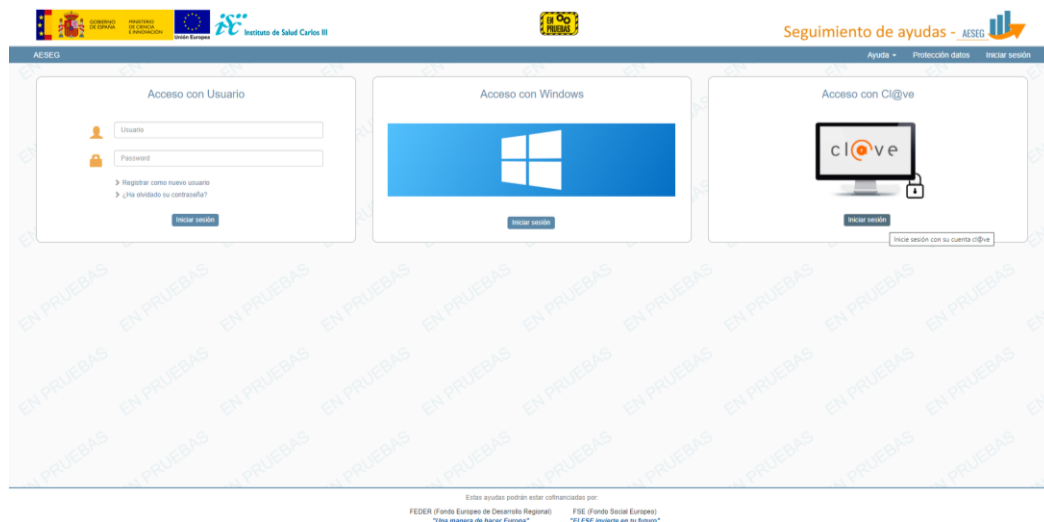 GOBIERNO
DE ESPAÑA
MINISTERIO
DE CIENCIA
E INNOVACIÓN
Unión Europea
isc Instituto de Salud Carlos III
EN
PRUEBAS
Seguimiento de ayudas - AESEG
AESEG
Ayuda
Protección datos
Iniciar sesión
Acceso con Usuario
Usuario
Password
> Registrar como nuevo usuario
> ¿Ha olvidado su contraseña?
Iniciar sesión
Acceso con Windows
Iniciar sesión
Acceso con Cl@ve
cl@ve
Iniciar sesión
Inicie sesión con su cuenta cl@ve
EN PRUEBAS
Estas ayudas podrán estar cofinanciadas por:
FEDER (Fondo Europeo de Desarrollo Regional)
"Una manera de hacer Europa"
FSE (Fondo Social Europeo)
"El FSE invierte en tu futuro"